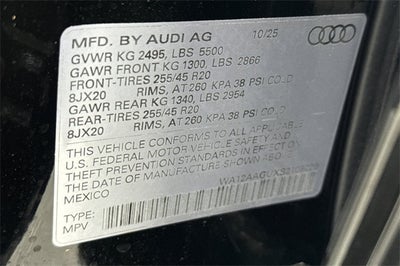 MFD. BY AUDI AG 10/25
GVWR KG 2495, LBS 5500
GAWR FRONT KG 1300, LBS 2866
FRONT-TIRES 255/45 R20
8JX20 RIMS, AT 260 KPA 38 PSI COLD
GAWR REAR KG 1340, LBS 2954
REAR-TIRES 255/45 R20
8JX20 RIMS, AT 260 KPA 38 PSI COLD
THIS VEHICLE CONFORMS TO ALL APPLICABLE
U.S. FEDERAL MOTOR VEHICLE SAFETY AND
THEFT PREVENTION STANDARDS IN EFFECT
ON THE DATE OF MANUFACTURE SHOWN ABOVE.
MEXICO
TYPE:
MPV